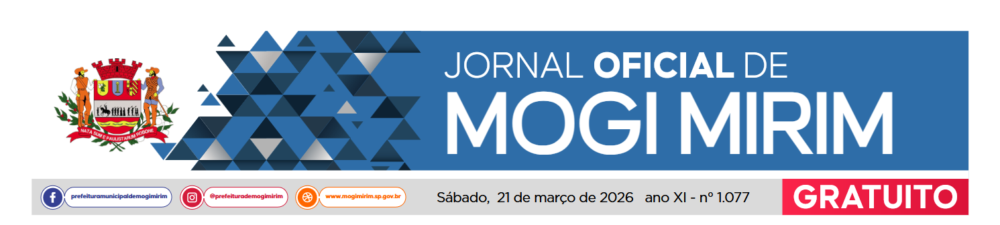 JORNAL OFICIAL DE
MOGI MIRIM
NATA SUM E PAULISTARUM ROBORE
prefeituramunicipaldemogimirim
@prefeiturademogimirim
www.mogimirim.sp.gov.br
Sábado, 21 de março de 2026 ano XI - nº 1.077
GRATUITO